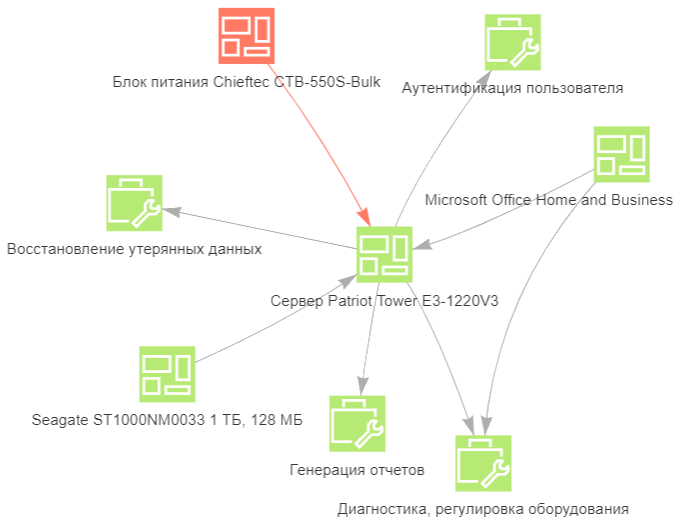 Блок питания Chieftec CTB-550S-Bulk
Аутентификация пользователя
Microsoft Office Home and Business
Восстановление утерянных данных
Сервер Patriot Tower E3-1220V3
Seagate ST1000NM0033 1 ТБ, 128 МБ
Генерация отчетов
Диагностика, регулировка оборудования